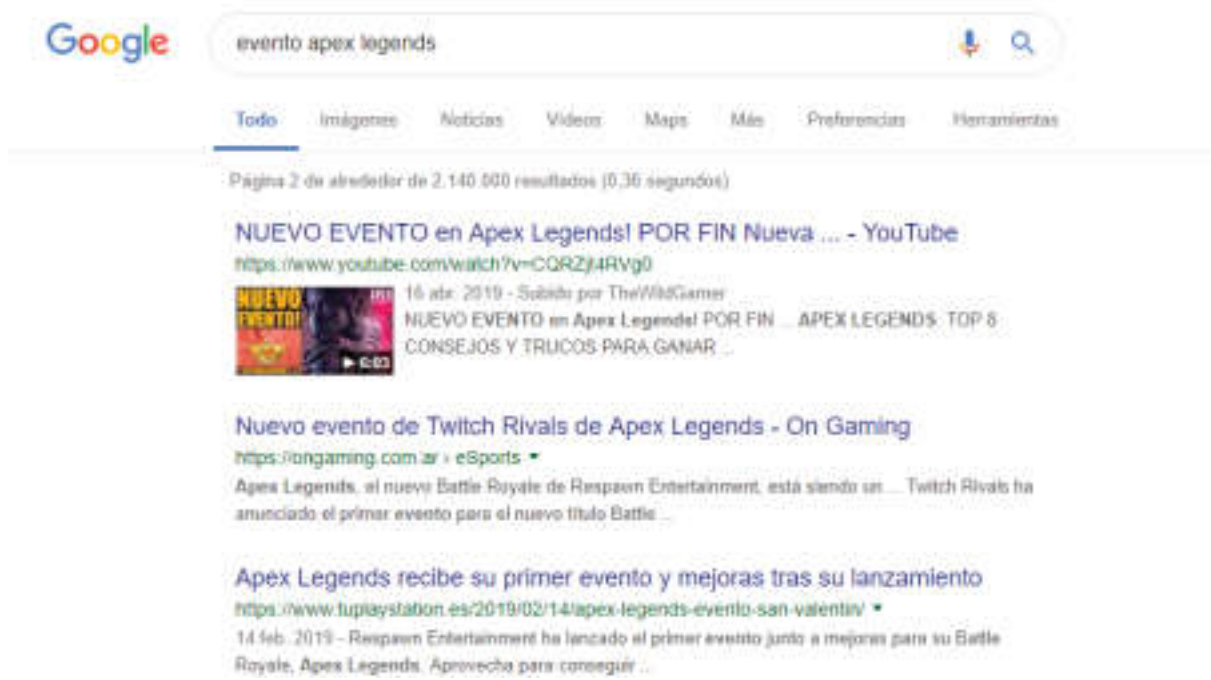 Google
evento apex legends
Todo Imágenes Noticias Vídeos Maps Más Preferencias Herramientas
Página 2 de alrededor de 2.140.000 resultados (0,36 segundos)
NUEVO EVENTO en Apex Legends! POR FIN Nueva ... - YouTube
https://www.youtube.com/watch?v=
NUEVO
EVENTO!
6:03
16 abr. 2019 - Subido por TheWildGamer
NUEVO EVENTO en Apex Legends! POR FIN ... APEX LEGENDS: TOP 8
CONSEJOS Y TRUCOS PARA GANAR ...
Nuevo evento de Twitch Rivals de Apex Legends - On Gaming
https://ongaming.com.ar › eSports
Apex Legends, el nuevo Battle Royale de Respawn Entertainment, está siendo un ... Twitch Rivals ha
anunciado el primer evento para el nuevo título Battle ...
Apex Legends recibe su primer evento y mejoras tras su lanzamiento
https://www.tuplaystation.es/2019/02/14/apex-legends-evento-san-valentin/
14 feb. 2019 - Respawn Entertainment ha lanzado el primer evento junto a mejoras para su Battle
Royale, Apex Legends. Aprovecha para conseguir ...